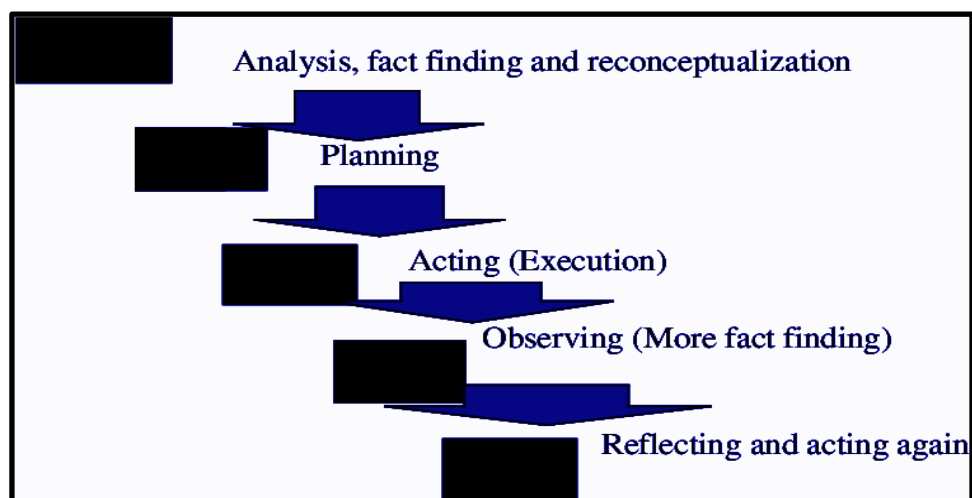 Analysis, fact finding and reconceptualization
Planning
Acting (Execution)
Observing (More fact finding)
Reflecting and acting again